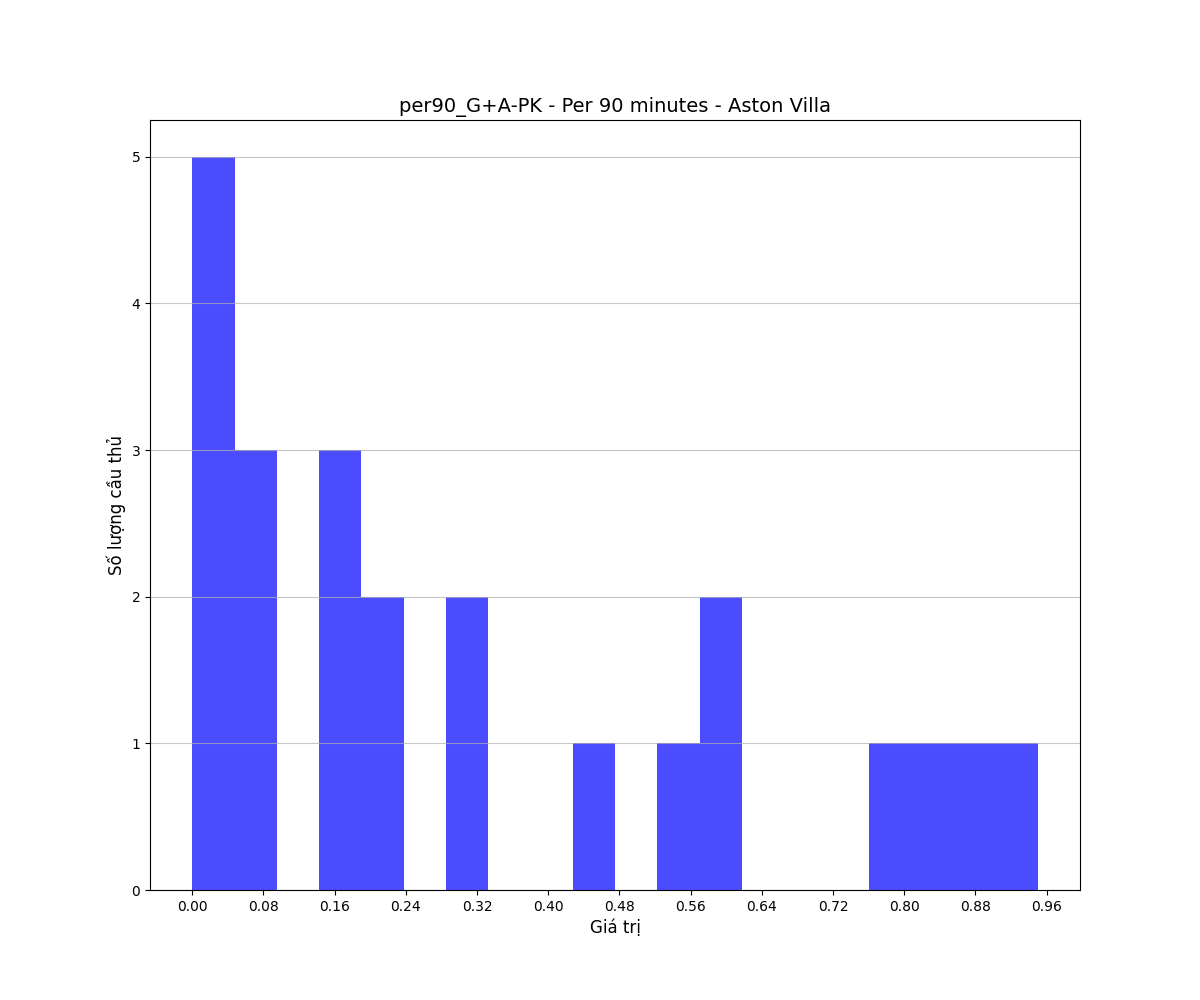 per90_G+A-PK - Per 90 minutes - Aston Villa
Số lượng cầu thủ
5
4
3
2
1
0
0.00 0.08 0.16 0.24 0.32 0.40 0.48 0.56 0.64 0.72 0.80 0.88 0.96
Giá trị